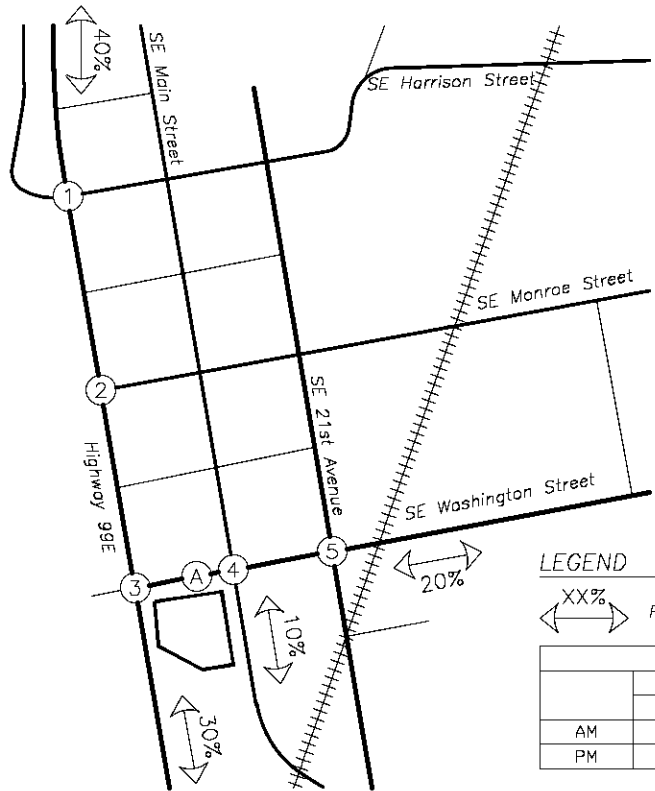 40%
SE Main Street
SE Harrison Street
1
SE Monroe Street
2
SE 21st Avenue
Highway 99E
SE Washington Street
5
4
A
3
20%
10%
30%
LEGEND
XX%
AM
PM